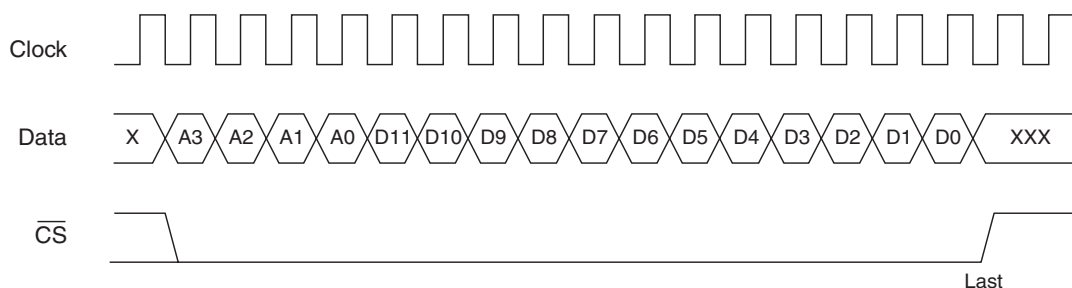 Clock
Data X A3 A2 A1 A0 D11 D10 D9 D8 D7 D6 D5 D4 D3 D2 D1 D0 XXX
CS
Last